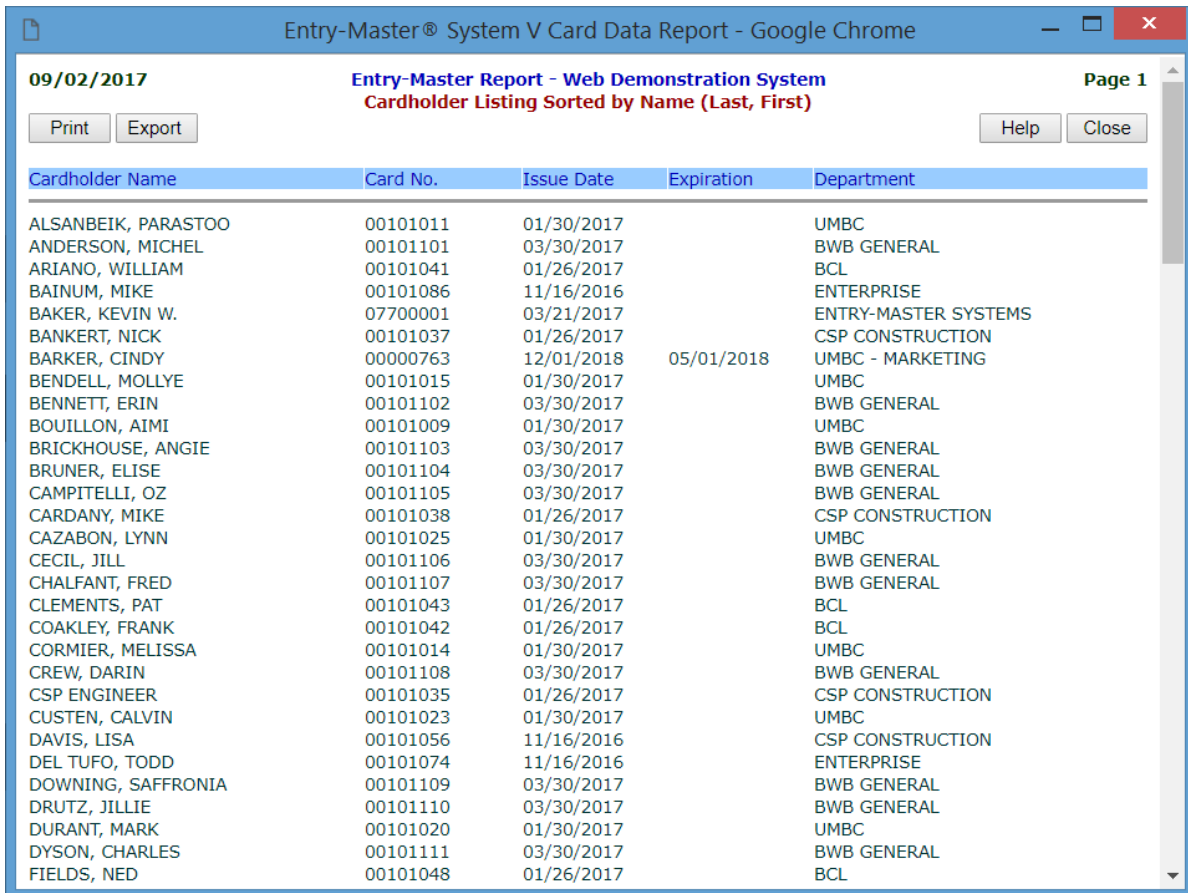 Entry-Master® System V Card Data Report - Google Chrome
09/02/2017 Entry-Master Report - Web Demonstration System Page 1
Cardholder Listing Sorted by Name (Last, First)
Print Export Help Close
Cardholder Name Card No. Issue Date Expiration Department
ALSANBEIK, PARASTOO 00101011 01/30/2017 UMBC
ANDERSON, MICHEL 00101101 03/30/2017 BWB GENERAL
ARIANO, WILLIAM 00101041 01/26/2017 BCL
BAINUM, MIKE 00101086 11/16/2016 ENTERPRISE
BAKER, KEVIN W. 07700001 03/21/2017 ENTRY-MASTER SYSTEMS
BANKERT, NICK 00101037 01/26/2017 CSP CONSTRUCTION
BARKER, CINDY 00000763 12/01/2018 05/01/2018 UMBC - MARKETING
BENDELL, MOLLYE 00101015 01/30/2017 UMBC
BENNETT, ERIN 00101102 03/30/2017 BWB GENERAL
BOUILLON, AIMI 00101009 01/30/2017 UMBC
BRICKHOUSE, ANGIE 00101103 03/30/2017 BWB GENERAL
BRUNER, ELISE 00101104 03/30/2017 BWB GENERAL
CAMPITELLI, OZ 00101105 03/30/2017 BWB GENERAL
CARDANY, MIKE 00101038 01/26/2017 CSP CONSTRUCTION
CAZABON, LYNN 00101025 01/30/2017 UMBC
CECIL, JILL 00101106 03/30/2017 BWB GENERAL
CHALFANT, FRED 00101107 03/30/2017 BWB GENERAL
CLEMENTS, PAT 00101043 01/26/2017 BCL
COAKLEY, FRANK 00101042 01/26/2017 BCL
CORMIER, MELISSA 00101014 01/30/2017 UMBC
CREW, DARIN 00101108 03/30/2017 BWB GENERAL
CSP ENGINEER 00101035 01/26/2017 CSP CONSTRUCTION
CUSTEN, CALVIN 00101023 01/30/2017 UMBC
DAVIS, LISA 00101056 11/16/2016 CSP CONSTRUCTION
DEL TUFO, TODD 00101074 11/16/2016 ENTERPRISE
DOWNING, SAFFRONIA 00101109 03/30/2017 BWB GENERAL
DRUTZ, JILLIE 00101110 03/30/2017 BWB GENERAL
DURANT, MARK 00101020 01/30/2017 UMBC
DYSON, CHARLES 00101111 03/30/2017 BWB GENERAL
FIELDS, NED 00101048 01/26/2017 BCL